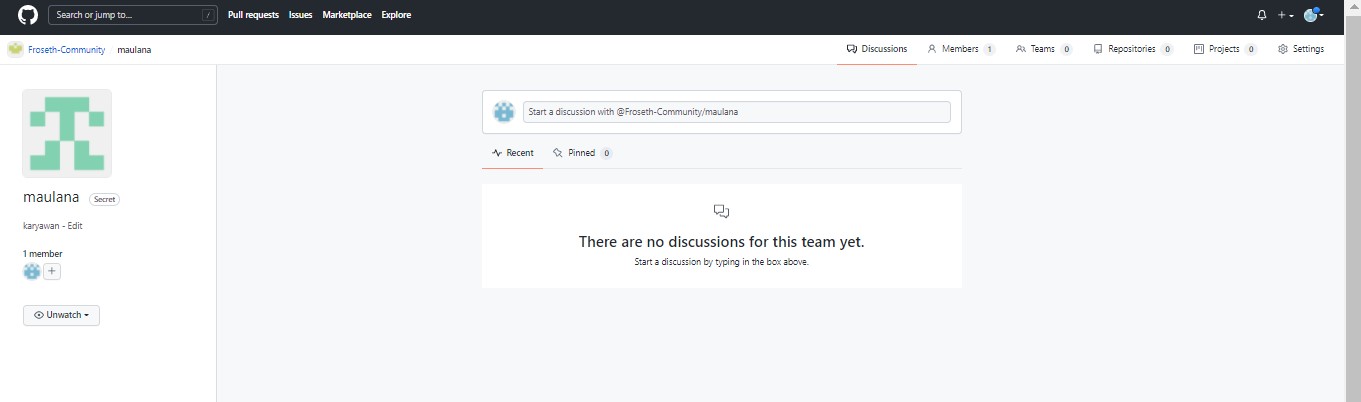 Search or jump to... /
Pull requests Issues Marketplace Explore
Froseth-Community maulana
Discussions Members 1 Teams 0 Repositories 0 Projects 0 Settings
maulana Secret
karyawan - Edit
1 member
+
Unwatch
Start a discussion with @Froseth-Community/maulana
Recent Pinned 0
There are no discussions for this team yet.
Start a discussion by typing in the box above.